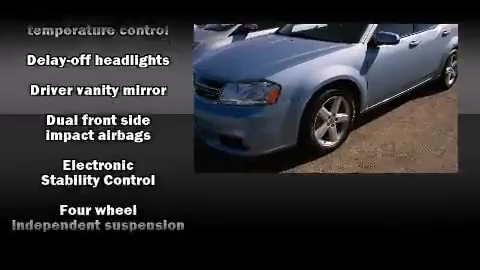 temperature control
Delay-off headlights
Driver vanity mirror
Dual front side
impact airbags
Electronic
Stability Control
Four wheel
independent suspension